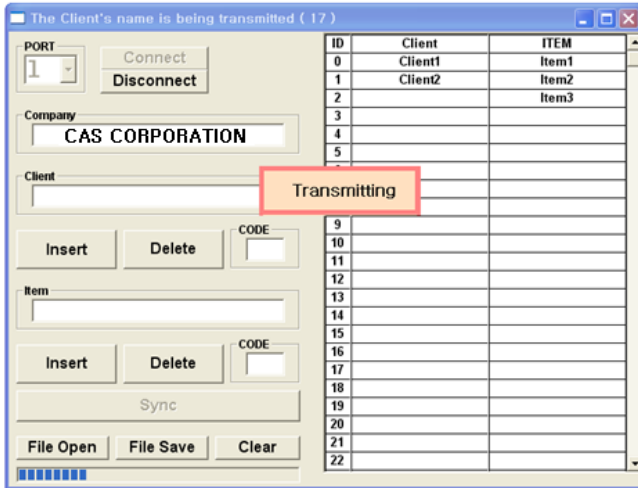 The Client's name is being transmitted ( 17 )
PORT
1
Connect
Disconnect
Company
CAS CORPORATION
Client
Insert Delete CODE
Item
Insert Delete CODE
Sync
File Open File Save Clear
ID Client ITEM
0 Client1 Item1
1 Client2 Item2
2 Item3
3
4
5
Transmitting
9
10
11
12
13
14
15
16
17
18
19
20
21
22